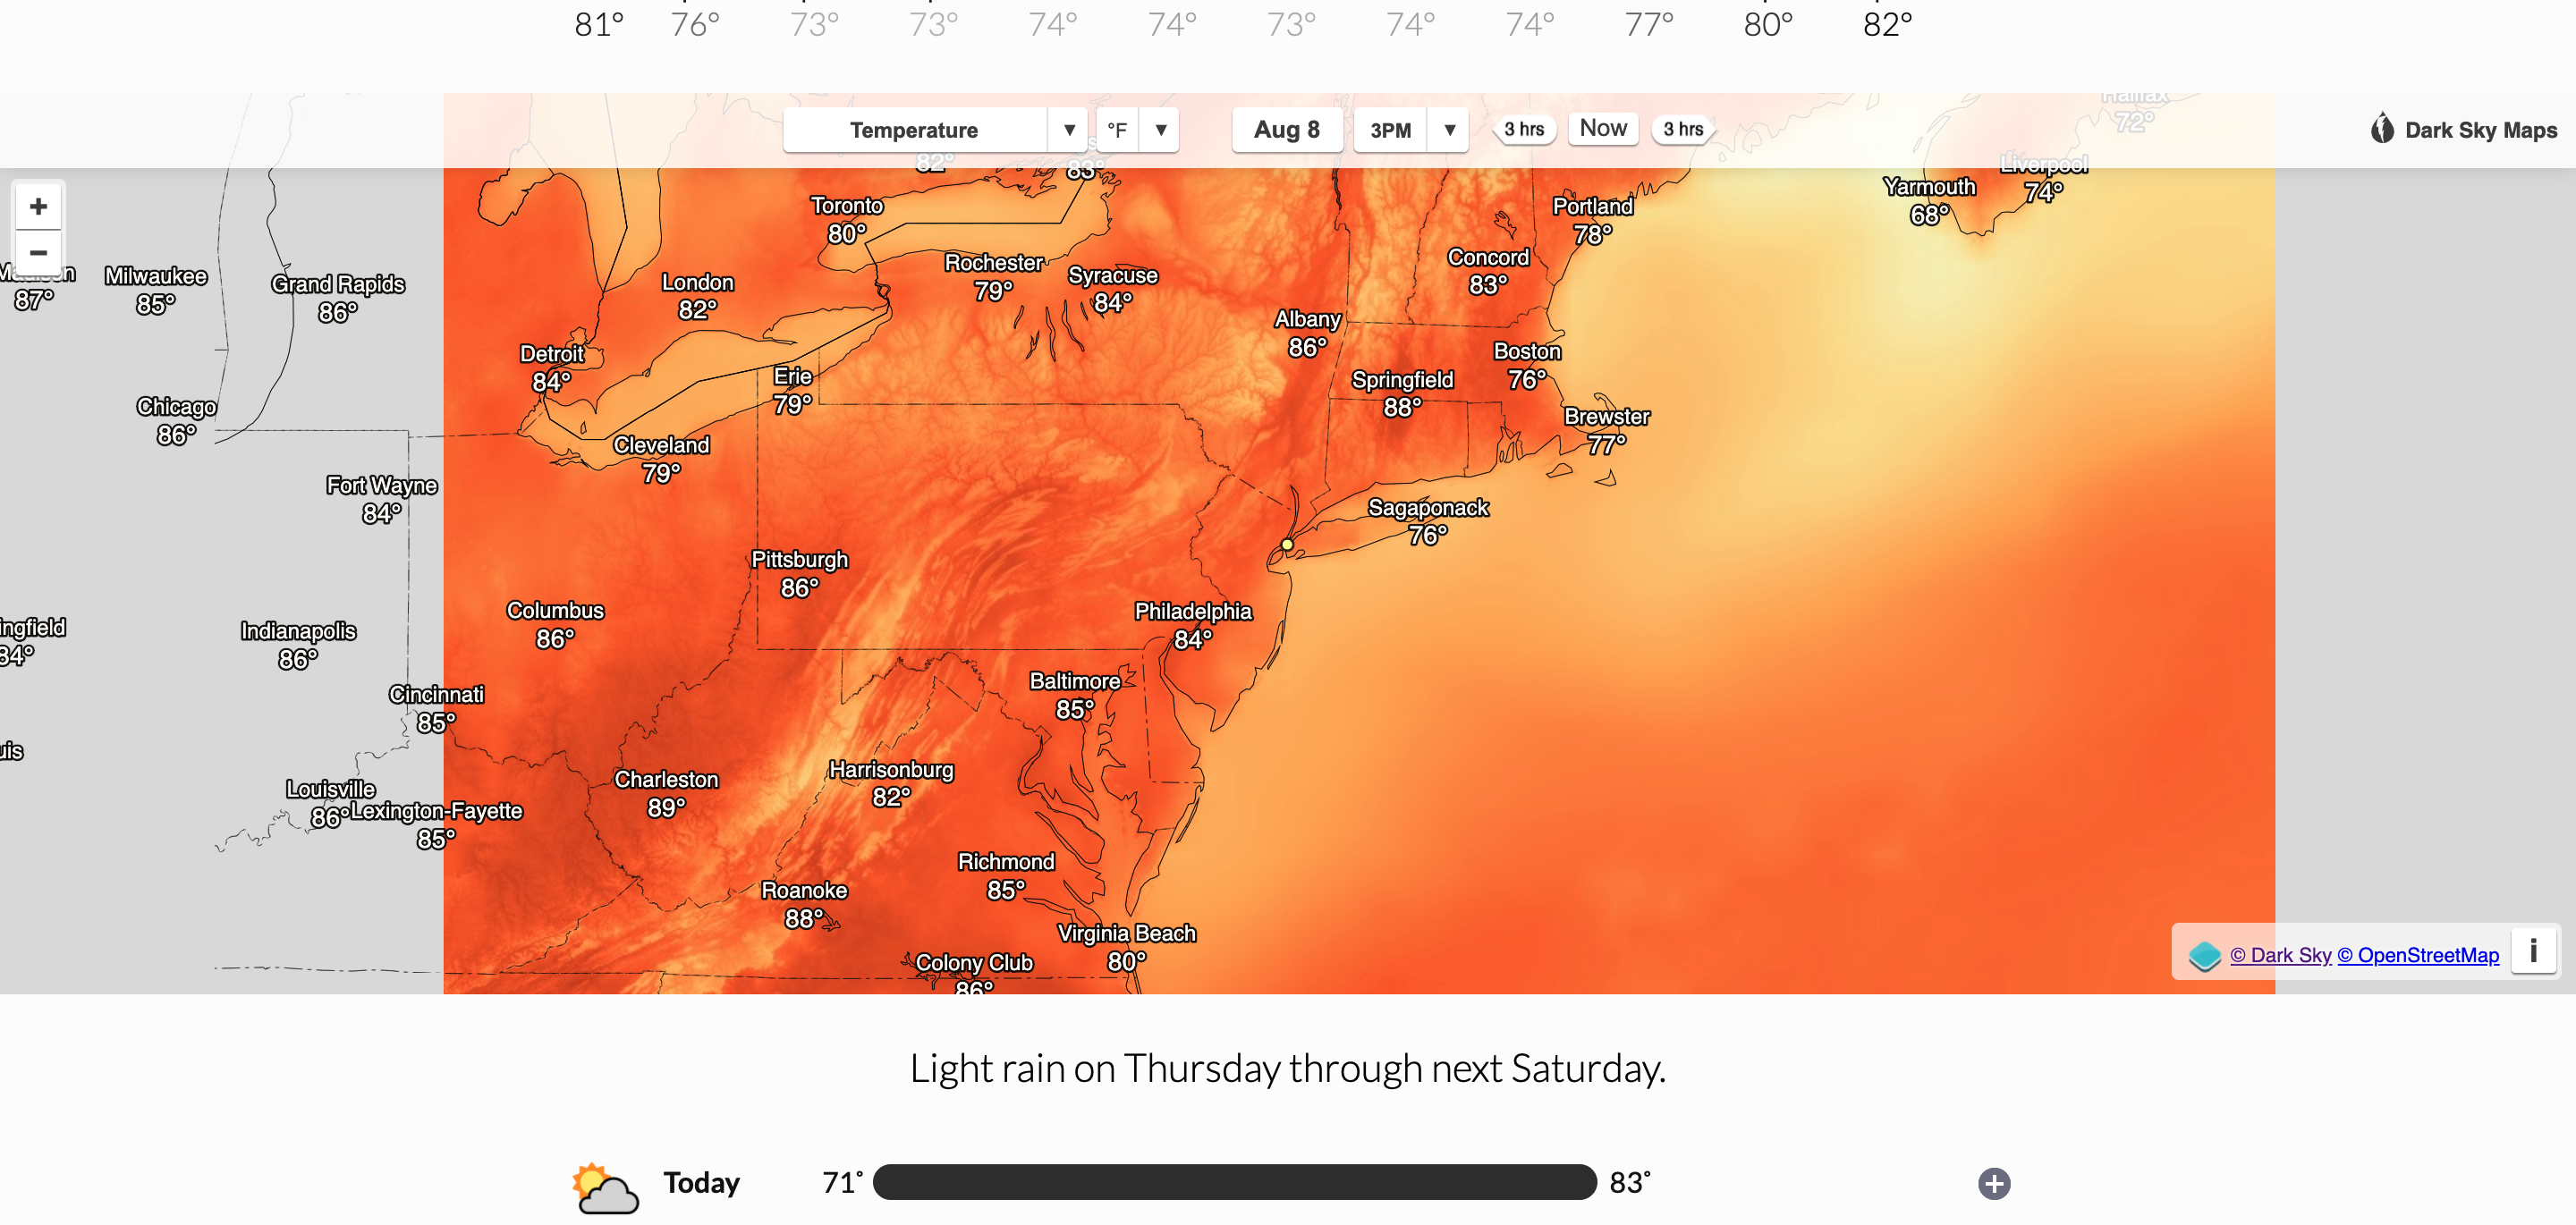 81° 76° 73° 73° 74° 74° 73° 74° 74° 77° 80° 82°
Temperature ▼ °F ▼ Aug 8 3PM ▼ 3 hrs Now 3 hrs
Dark Sky Maps
Halifax
72°
82°
83°
Liverpool
74°
Yarmouth
68°
+
−
Toronto
80°
Portland
78°
87°
Milwaukee
85°
Grand Rapids
86°
London
82°
Rochester
79°
Syracuse
84°
Concord
83°
Albany
86°
Detroit
84°
Erie
79°
Springfield
88°
Boston
76°
Chicago
86°
Cleveland
79°
Brewster
77°
Fort Wayne
84°
Sagaponack
76°
Pittsburgh
86°
Columbus
86°
Philadelphia
84°
ingfield
84°
Indianapolis
86°
Cincinnati
85°
Baltimore
85°
uis
Louisville
86°
Lexington-Fayette
85°
Charleston
89°
Harrisonburg
82°
Richmond
85°
Roanoke
88°
Virginia Beach
80°
Colony Club
86°
© Dark Sky © OpenStreetMap i
Light rain on Thursday through next Saturday.
Today 71° 83°
+